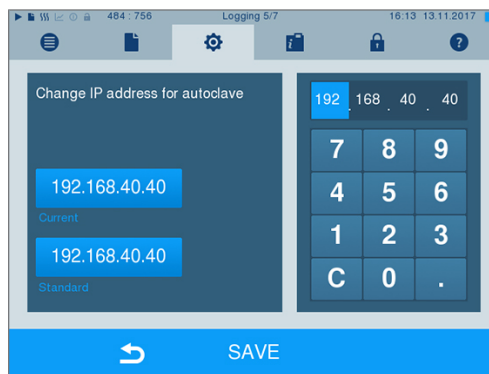 484 : 756 Logging 5/7 16:13 13.11.2017
Change IP address for autoclave
192.168.40.40
Current
192.168.40.40
Standard
192 . 168 . 40 . 40
7 8 9
4 5 6
1 2 3
C 0 .
SAVE